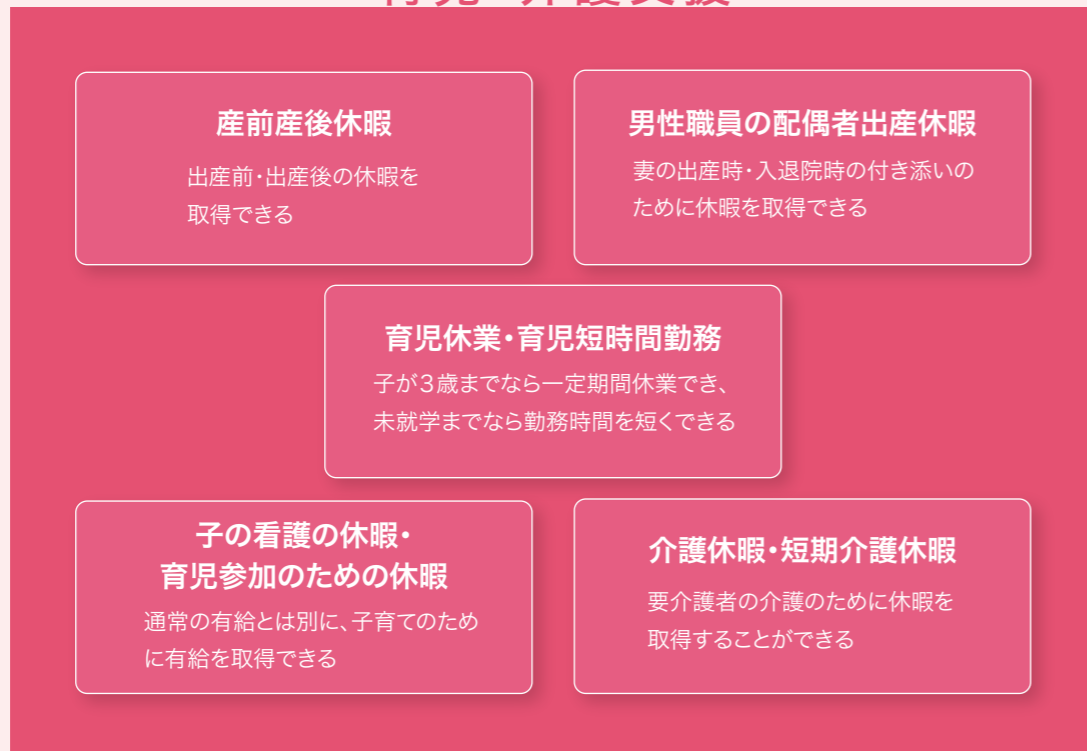 育児・介護支援
産前産後休暇
出産前・出産後の休暇を
取得できる
男性職員の配偶者出産休暇
妻の出産時・入退院時の付き添いの
ために休暇を取得できる
育児休業・育児短時間勤務
子が3歳までなら一定期間休業でき、
未就学までなら勤務時間を短くできる
子の看護の休暇・
育児参加のための休暇
通常の有給とは別に、子育てのため
に有給を取得できる
介護休暇・短期介護休暇
要介護者の介護のために休暇を
取得することができる